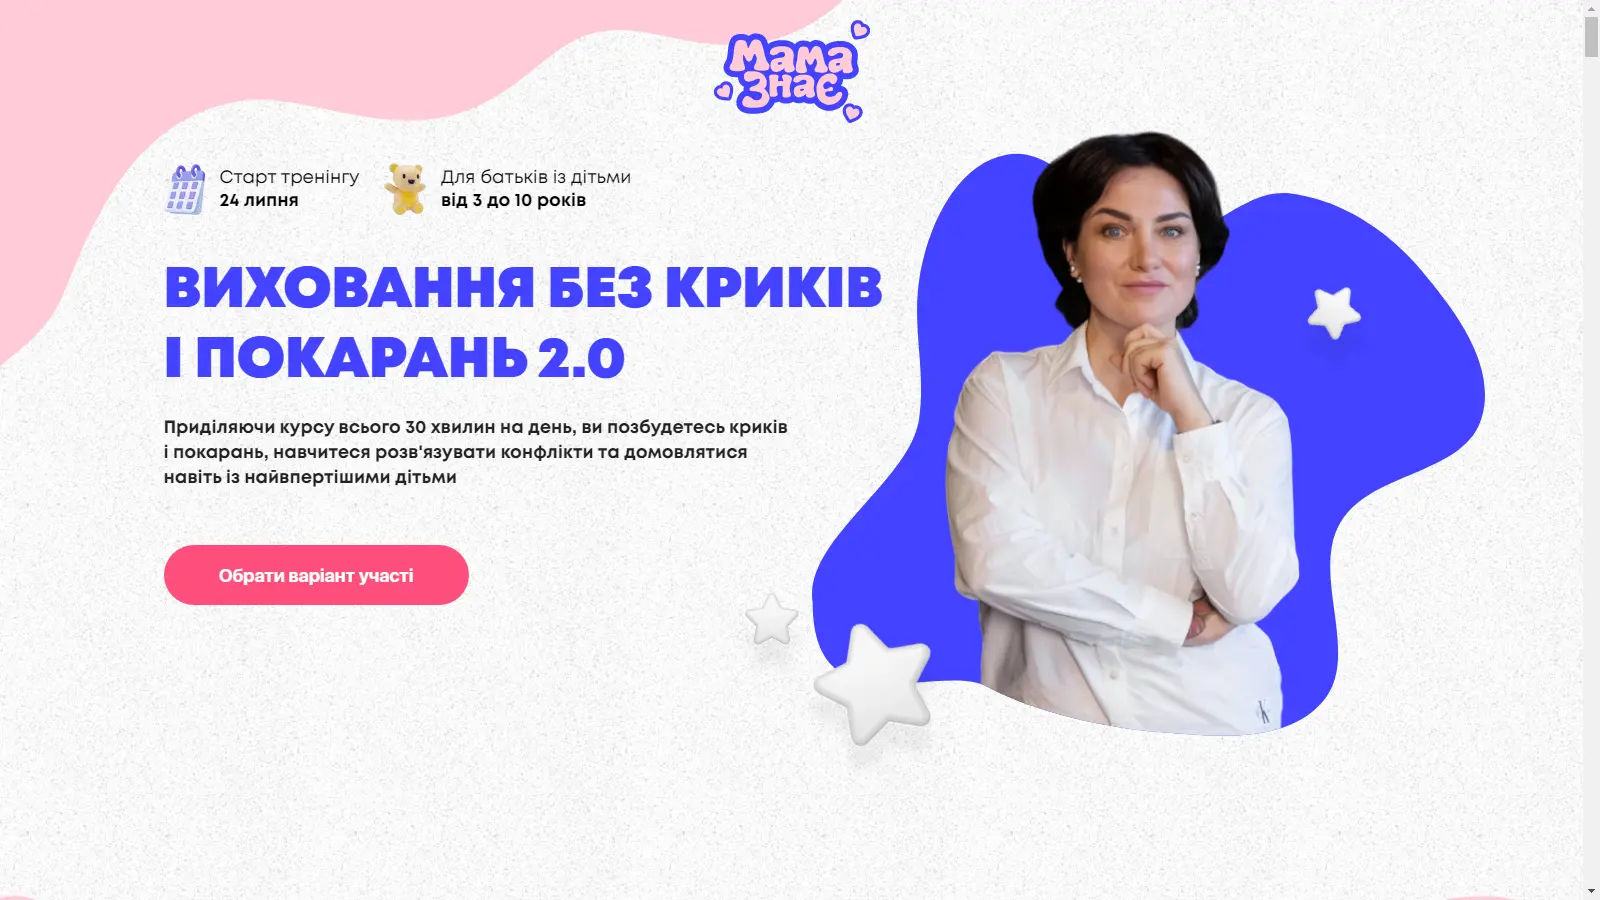 Мама
Знає
Старт тренінгу
24 липня
Для батьків із дітьми
від 3 до 10 років
ВИХОВАННЯ БЕЗ КРИКІВ
І ПОКАРАНЬ 2.0
Приділяючи курсу всього 30 хвилин на день, ви позбудетесь криків
і покарань, навчитеся розв'язувати конфлікти та домовлятися
навіть із найвпертішими дітьми
Обрати варіант участі